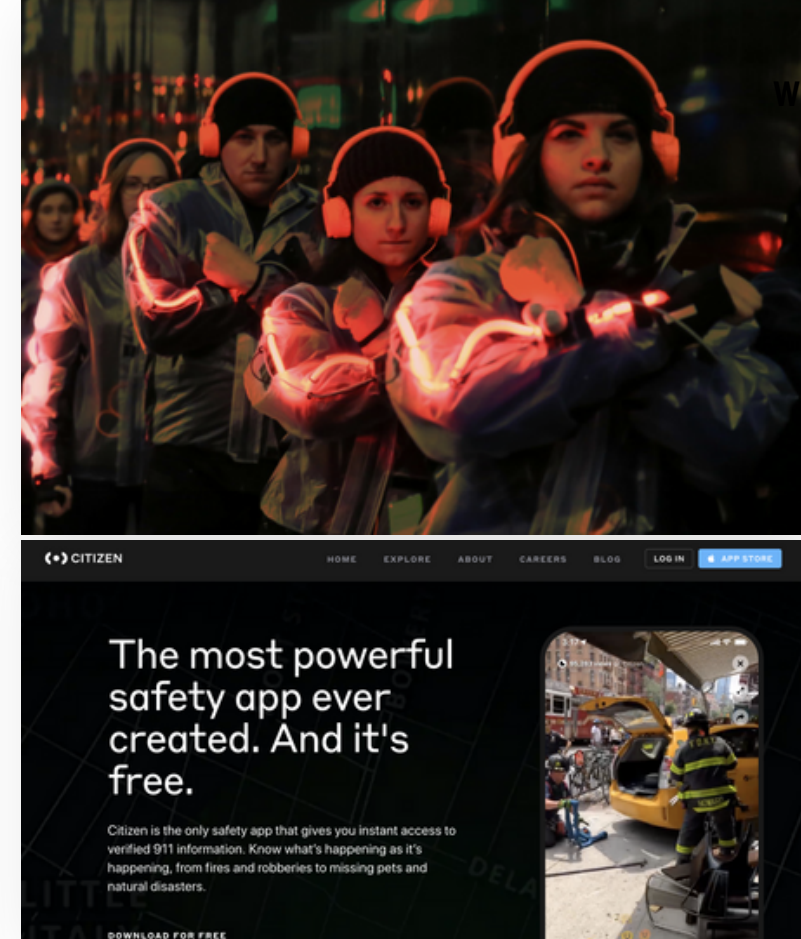 W
CITIZEN
HOME EXPLORE ABOUT CAREERS BLOG LOG IN APP STORE
The most powerful
safety app ever
created. And it's
free.
Citizen is the only safety app that gives you instant access to
verified 911 information. Know what's happening as it's
happening, from fires and robberies to missing pets and
natural disasters.
DOWNLOAD FOR FREE
LITTLE
DELA